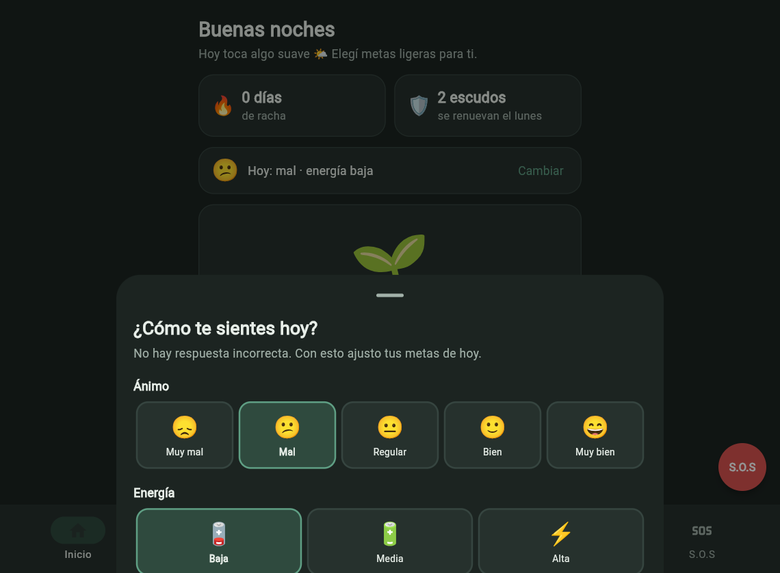 Buenas noches
Hoy toca algo suave 🌤️ Elegí metas ligeras para ti.
0 días
de racha
2 escudos
se renuevan el lunes
Hoy: mal · energía baja
Cambiar
¿Cómo te sientes hoy?
No hay respuesta incorrecta. Con esto ajusto tus metas de hoy.
Ánimo
Muy mal
Mal
Regular
Bien
Muy bien
S.O.S
Energía
Baja
Media
Alta
Inicio
SOS
S.O.S